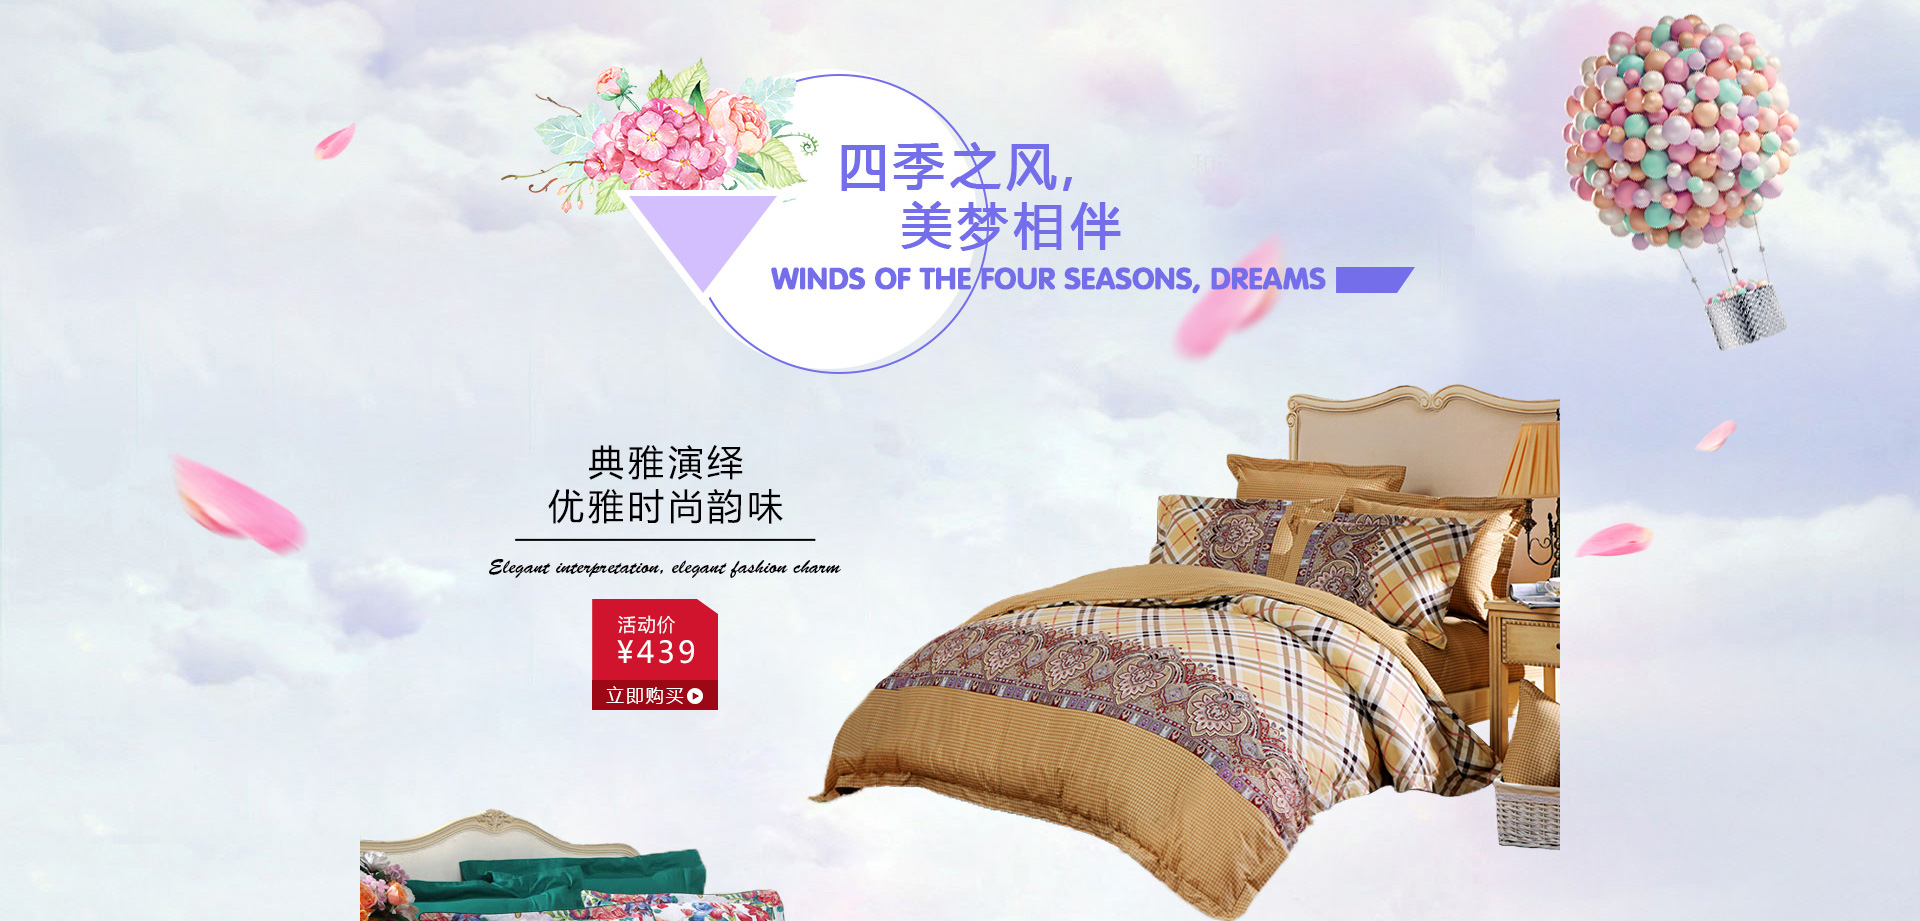 四季之风,
美梦相伴
WINDS OF THE FOUR SEASONS, DREAMS
典雅演绎
优雅时尚韵味
Elegant interpretation, elegant fashion charm
活动价
¥439
立即购买